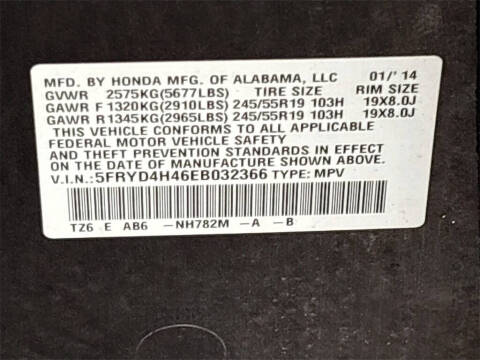 MFD. BY HONDA MFG. OF ALABAMA, LLC 01/'14
GVWR 2575KG(5677LBS) TIRE SIZE RIM SIZE
GAWR F 1320KG(2910LBS) 245/55R19 103H 19X8.0J
GAWR R 1345KG(2965LBS) 245/55R19 103H 19X8.0J
THIS VEHICLE CONFORMS TO ALL APPLICABLE
FEDERAL MOTOR VEHICLE SAFETY
AND THEFT PREVENTION STANDARDS IN EFFECT
ON THE DATE OF MANUFACTURE SHOWN ABOVE.
V.I.N.: 5FRYD4H46EB032366 TYPE: MPV
TZ6 E AB6 -NH782M -A -B